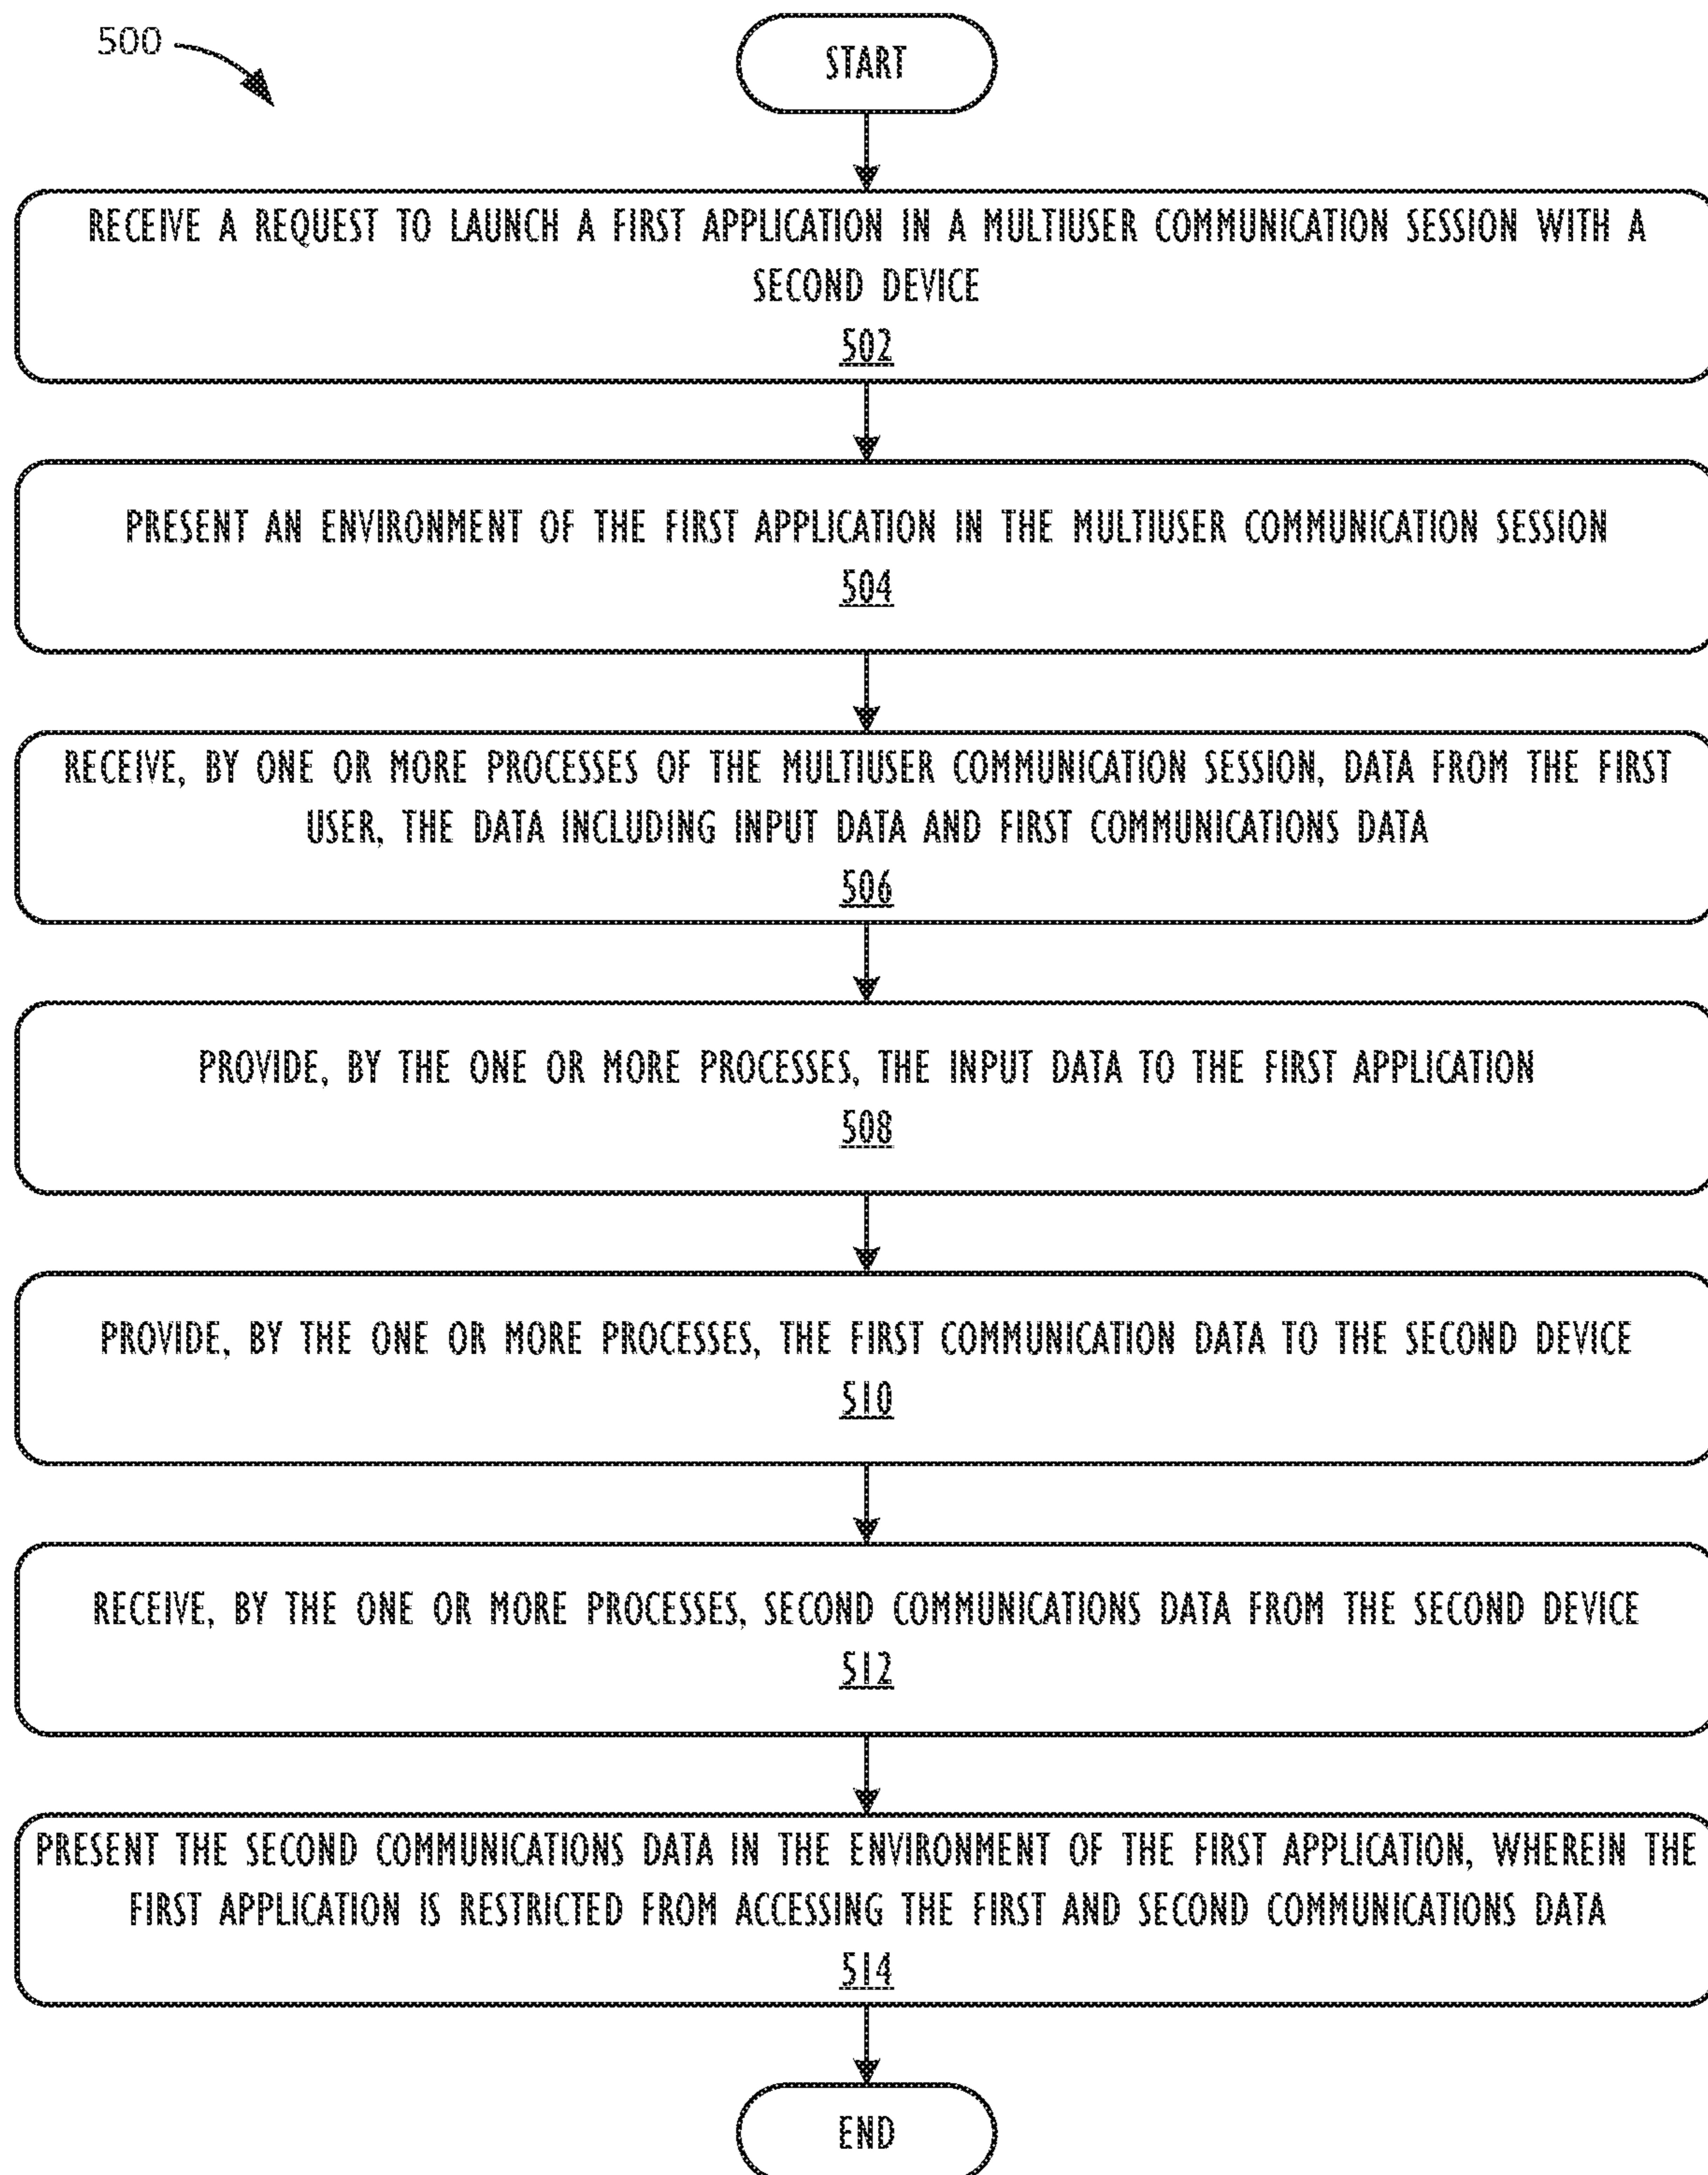 500
START
RECEIVE A REQUEST TO LAUNCH A FIRST APPLICATION IN A MULTIUSER COMMUNICATION SESSION WITH A
SECOND DEVICE
502
PRESENT AN ENVIRONMENT OF THE FIRST APPLICATION IN THE MULTIUSER COMMUNICATION SESSION
504
RECEIVE, BY ONE OR MORE PROCESSES OF THE MULTIUSER COMMUNICATION SESSION, DATA FROM THE FIRST
USER, THE DATA INCLUDING INPUT DATA AND FIRST COMMUNICATIONS DATA
506
PROVIDE, BY THE ONE OR MORE PROCESSES, THE INPUT DATA TO THE FIRST APPLICATION
508
PROVIDE, BY THE ONE OR MORE PROCESSES, THE FIRST COMMUNICATION DATA TO THE SECOND DEVICE
510
RECEIVE, BY THE ONE OR MORE PROCESSES, SECOND COMMUNICATIONS DATA FROM THE SECOND DEVICE
512
PRESENT THE SECOND COMMUNICATIONS DATA IN THE ENVIRONMENT OF THE FIRST APPLICATION, WHEREIN THE
FIRST APPLICATION IS RESTRICTED FROM ACCESSING THE FIRST AND SECOND COMMUNICATIONS DATA
514
END